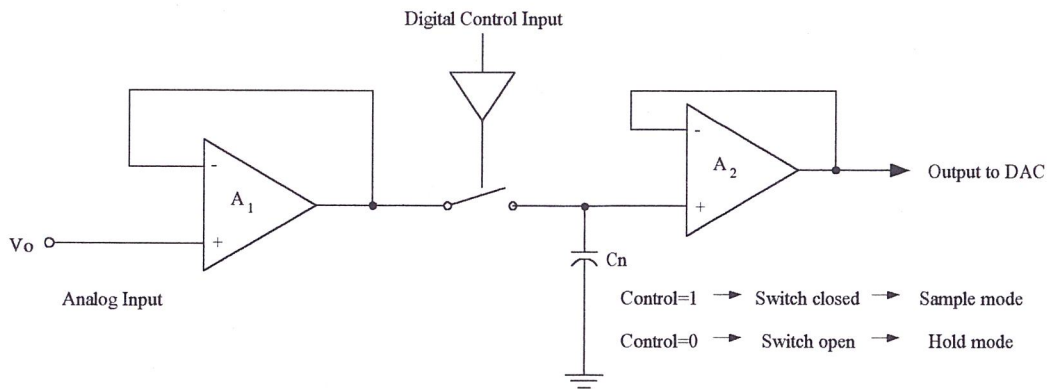 Digital Control Input
-
A1
+
Vo
Analog Input
-
A2
+
Output to DAC
Cn
Control=1 → Switch closed → Sample mode
Control=0 → Switch open → Hold mode